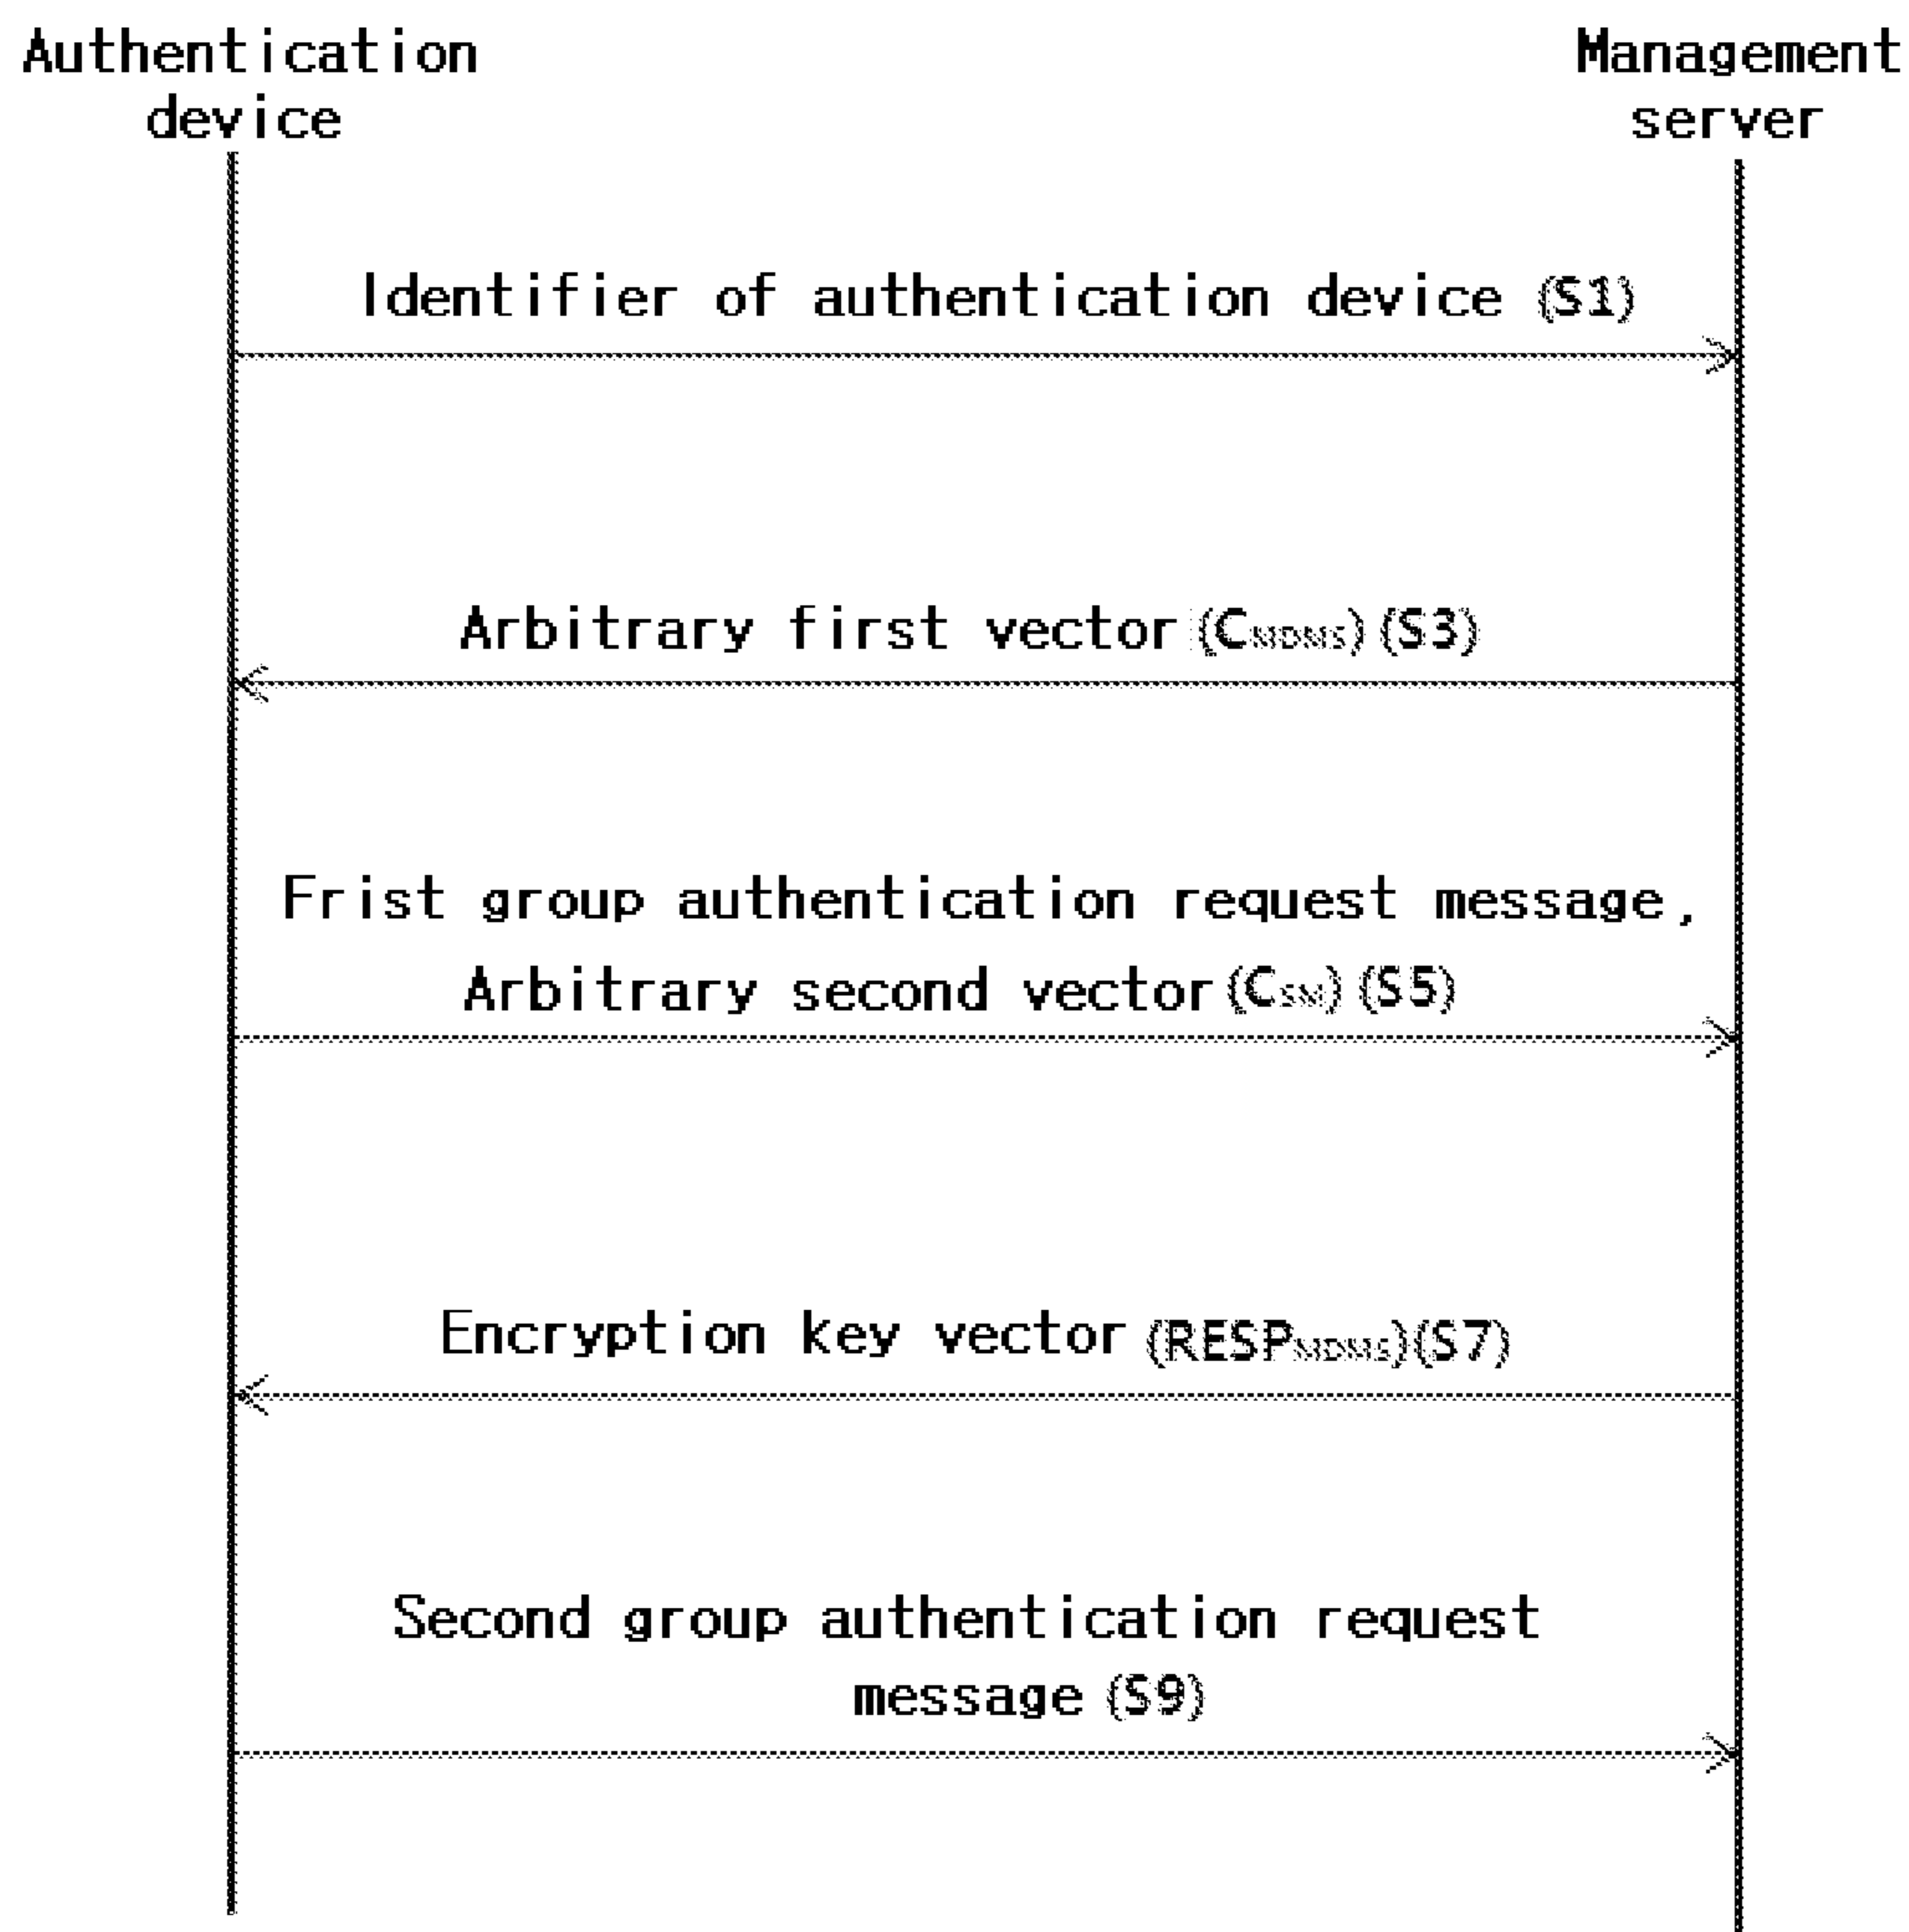 Authentication
device
Management
server
Identifier of authentication device (S1)
Arbitrary first vector (CMDMS) (S3)
Frist group authentication request message,
Arbitrary second vector (CSM) (S5)
Encryption key vector (RESPMDMS) (S7)
Second group authentication request
message (S9)